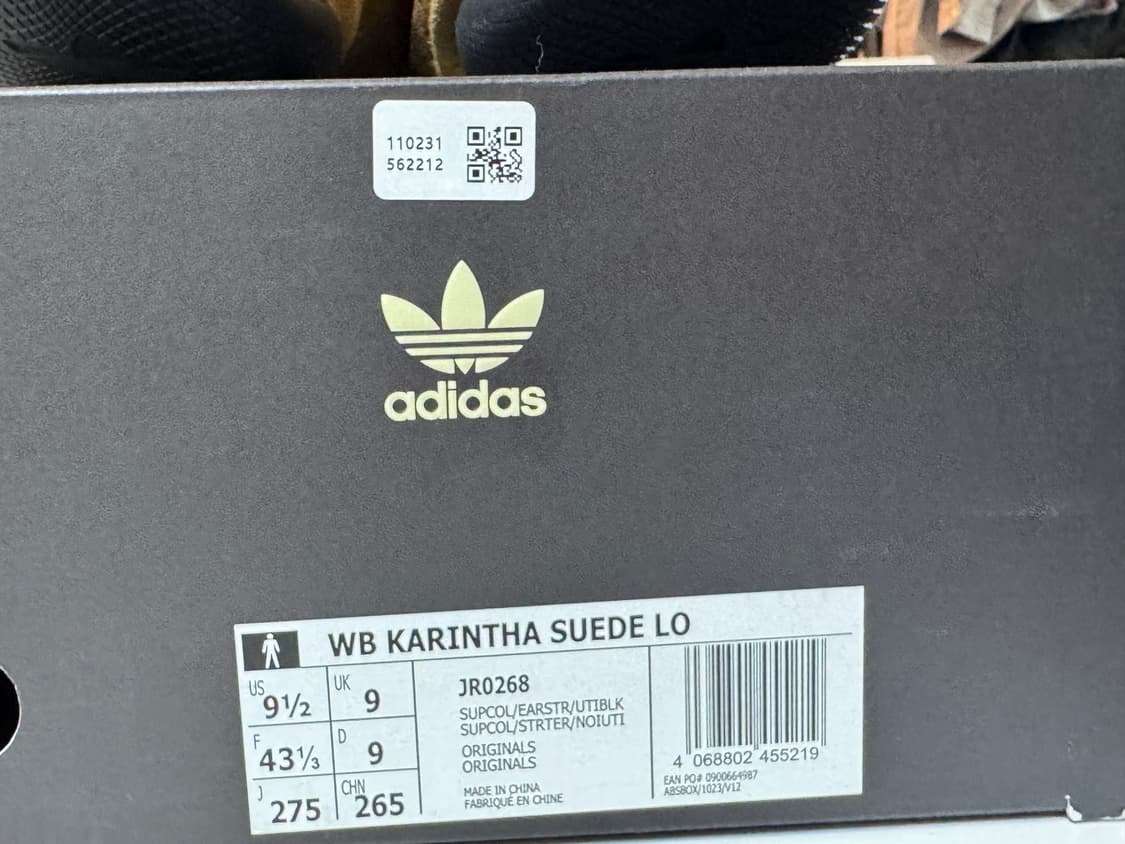 110231
562212
adidas
WB KARINTHA SUEDE LO
US 9½
UK 9
F 43⅓
D 9
J 275
CHN 265
JR0268
SUPCOL/EARSTR/UTIBLK
SUPCOL/STRTER/NOIUTI
ORIGINALS
ORIGINALS
MADE IN CHINA
FABRIQUÉ EN CHINE
4 068802 455219
EAN PO# 0900664987
ABSBOX/1023/V12